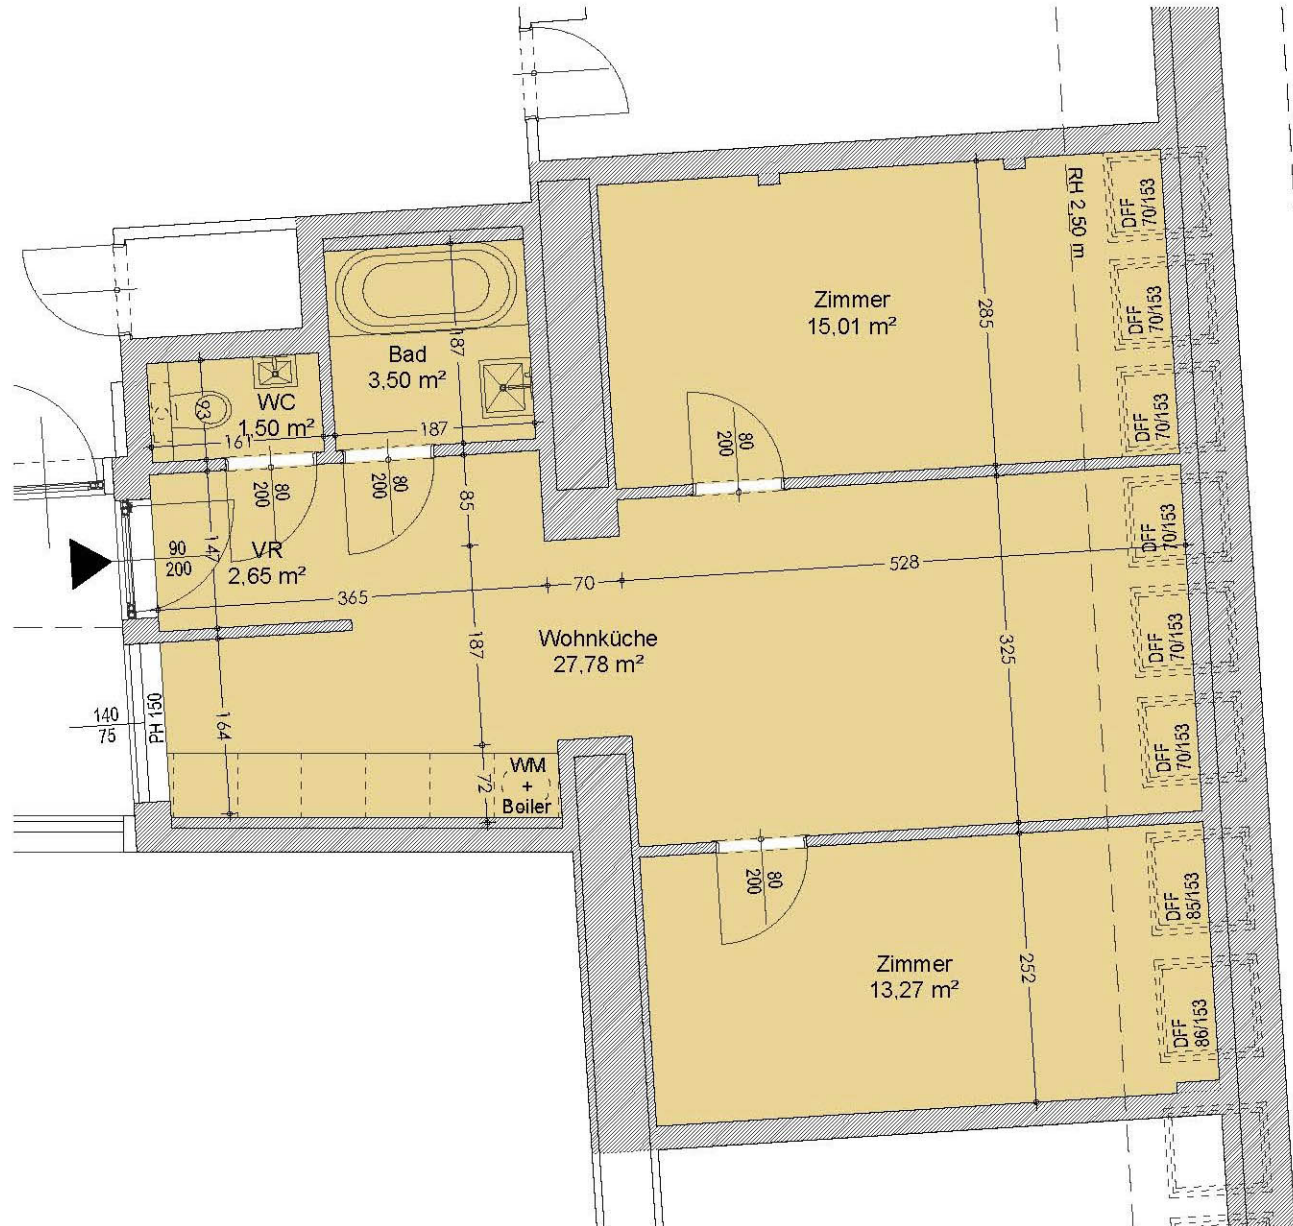 RH 2,50 m
DFF
70/153
DFF
70/153
DFF
70/153
Zimmer
15,01 m²
285
80
200
Bad
3,50 m²
187
187
WC
1,50 m²
93
161
80
200
80
200
85
90
200
VR
2,65 m²
147
365
70
528
DFF
70/153
DFF
70/153
DFF
70/153
Wohnküche
27,78 m²
187
325
140
75
PH 150
164
72
WM
+
Boiler
80
200
Zimmer
13,27 m²
252
DFF
85/153
DFF
86/153